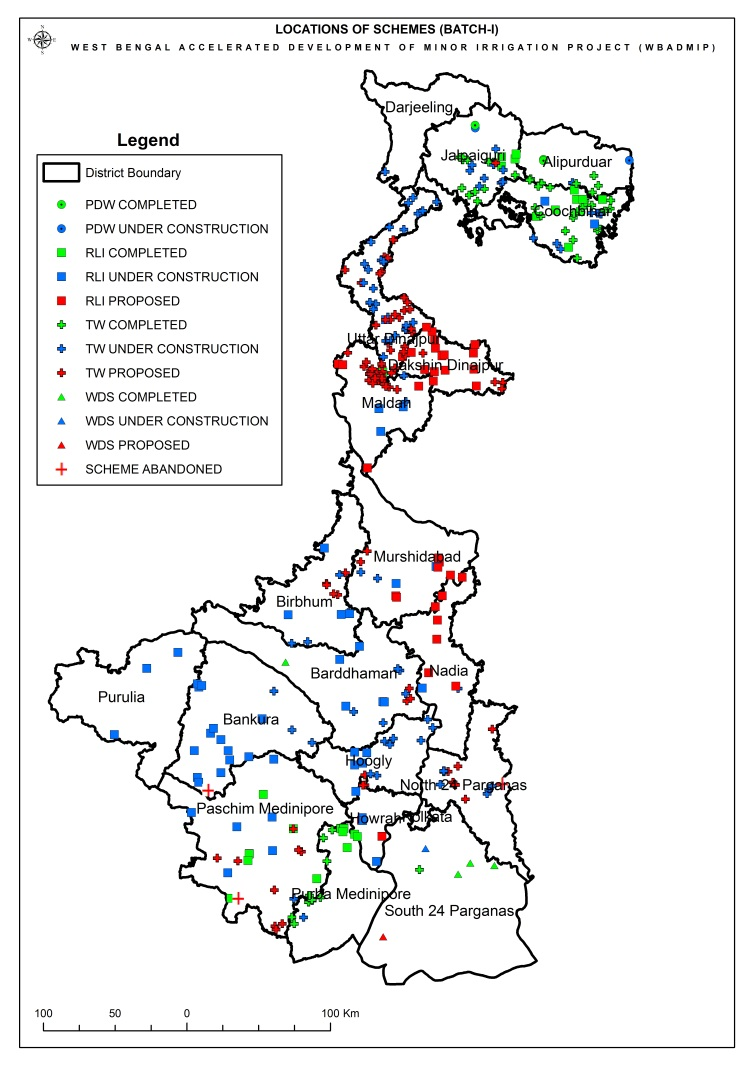 LOCATIONS OF SCHEMES (BATCH-I)
WEST BENGAL ACCELERATED DEVELOPMENT OF MINOR IRRIGATION PROJECT (WBADMIP)
N
W E
S
Darjeeling
Jalpaiguri
Alipurduar
Coochbihar
Legend
District Boundary
PDW COMPLETED
PDW UNDER CONSTRUCTION
RLI COMPLETED
RLI UNDER CONSTRUCTION
RLI PROPOSED
TW COMPLETED
TW UNDER CONSTRUCTION
TW PROPOSED
WDS COMPLETED
WDS UNDER CONSTRUCTION
WDS PROPOSED
SCHEME ABANDONED
Uttar Dinajpur
Dakshin Dinajpur
Maldah
Murshidabad
Birbhum
Barddhaman
Nadia
Purulia
Bankura
Hoogly
North 24 Parganas
Paschim Medinipore
Howrah
Kolkata
Purba Medinipore
South 24 Parganas
100 50 0 100 Km